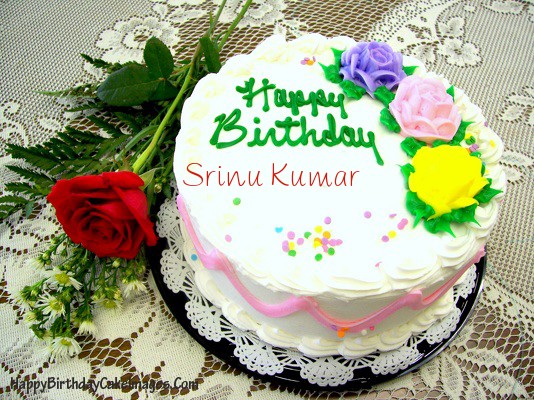 Happy
Birthday
Srinu Kumar
HappyBirthdayCakeImages.Com